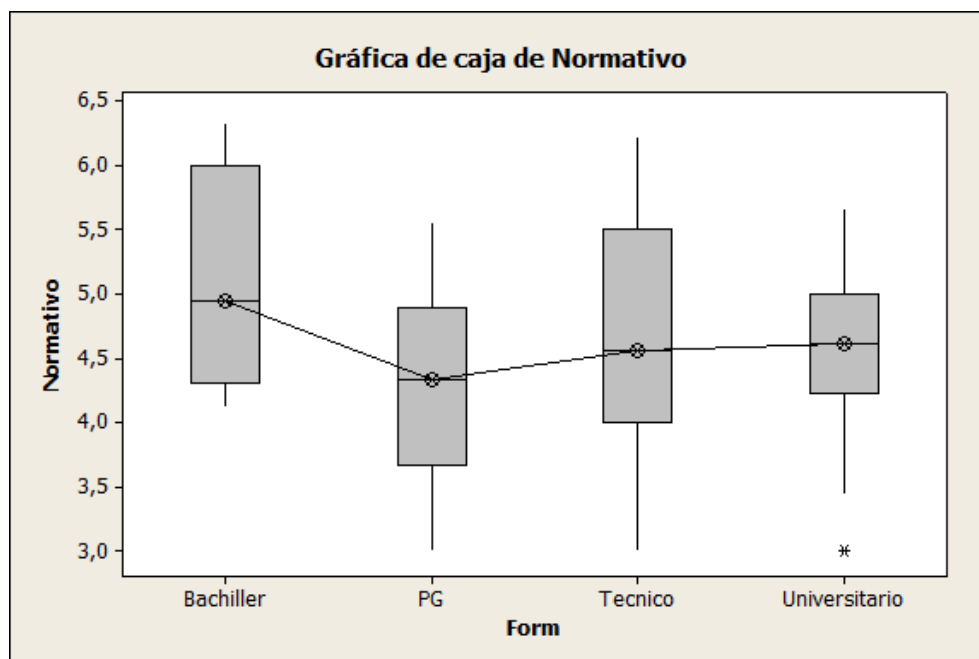 Gráfica de caja de Normativo
6,5
6,0
5,5
5,0
4,5
4,0
3,5
3,0
Normativo
Bachiller PG Tecnico Universitario
Form